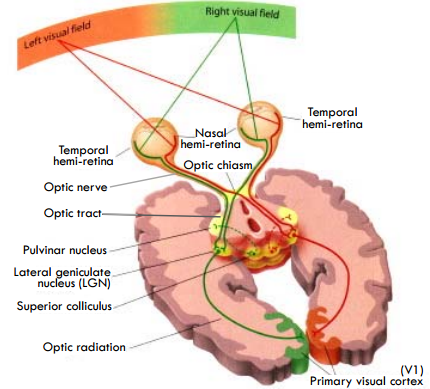 Left visual field
Right visual field
Temporal
hemi-retina
Nasal
hemi-retina
Temporal
hemi-retina
Optic chiasm
Optic nerve
Optic tract
Pulvinar nucleus
Lateral geniculate
nucleus (LGN)
Superior colliculus
Optic radiation
(V1)
Primary visual cortex